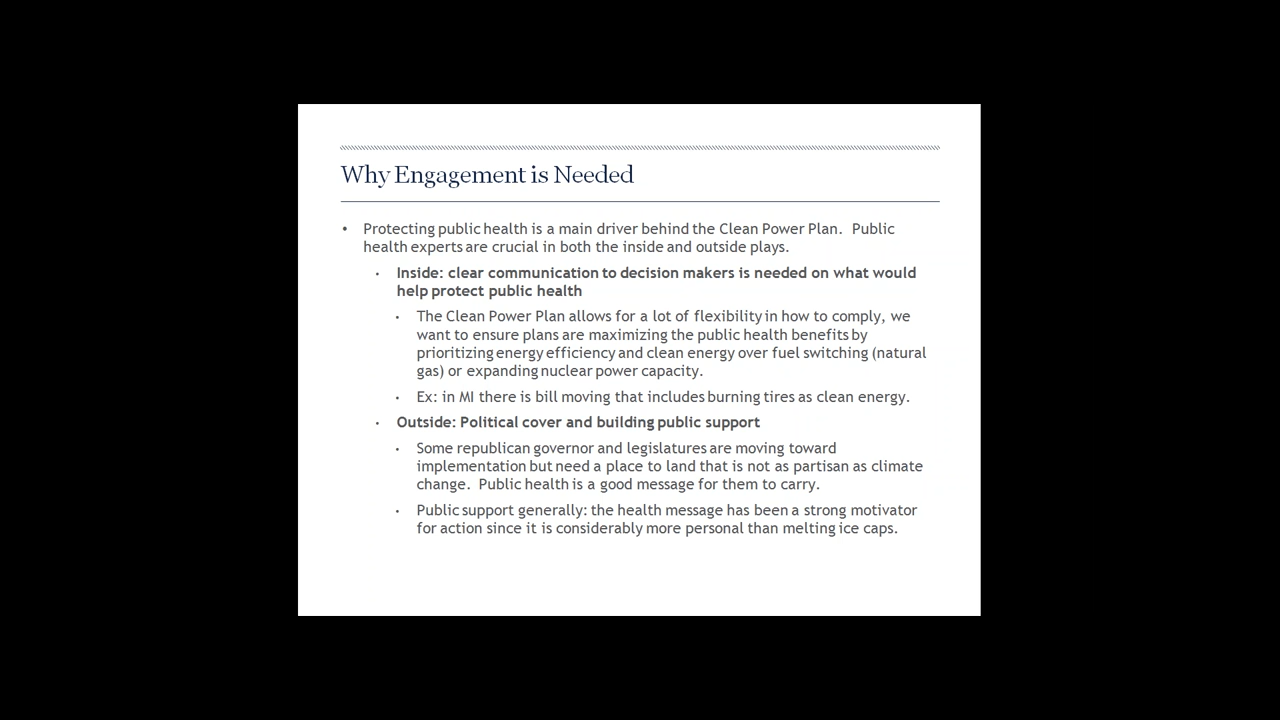 Why Engagement is Needed
• Protecting public health is a main driver behind the Clean Power Plan.  Public
health experts are crucial in both the inside and outside plays.
• Inside: clear communication to decision makers is needed on what would
help protect public health
• The Clean Power Plan allows for a lot of flexibility in how to comply, we
want to ensure plans are maximizing the public health benefits by
prioritizing energy efficiency and clean energy over fuel switching (natural
gas) or expanding nuclear power capacity.
• Ex: in MI there is bill moving that includes burning tires as clean energy.
• Outside: Political cover and building public support
• Some republican governor and legislatures are moving toward
implementation but need a place to land that is not as partisan as climate
change.  Public health is a good message for them to carry.
• Public support generally: the health message has been a strong motivator
for action since it is considerably more personal than melting ice caps.